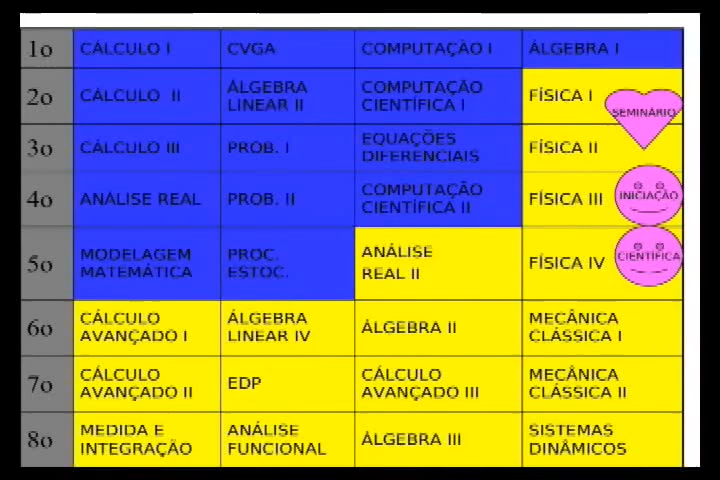 1o CÁLCULO I CVGA COMPUTAÇÃO I ÁLGEBRA I
2o CÁLCULO II ÁLGEBRA LINEAR II COMPUTAÇÃO CIENTÍFICA I FÍSICA I SEMINÁRIO
3o CÁLCULO III PROB. I EQUAÇÕES DIFERENCIAIS FÍSICA II
4o ANÁLISE REAL PROB. II COMPUTAÇÃO CIENTÍFICA II FÍSICA III INICIAÇÃO
5o MODELAGEM MATEMÁTICA PROC. ESTOC. ANÁLISE REAL II FÍSICA IV CIENTÍFICA
6o CÁLCULO AVANÇADO I ÁLGEBRA LINEAR IV ÁLGEBRA II MECÂNICA CLÁSSICA I
7o CÁLCULO AVANÇADO II EDP CÁLCULO AVANÇADO III MECÂNICA CLÁSSICA II
8o MEDIDA E INTEGRAÇÃO ANÁLISE FUNCIONAL ÁLGEBRA III SISTEMAS DINÂMICOS